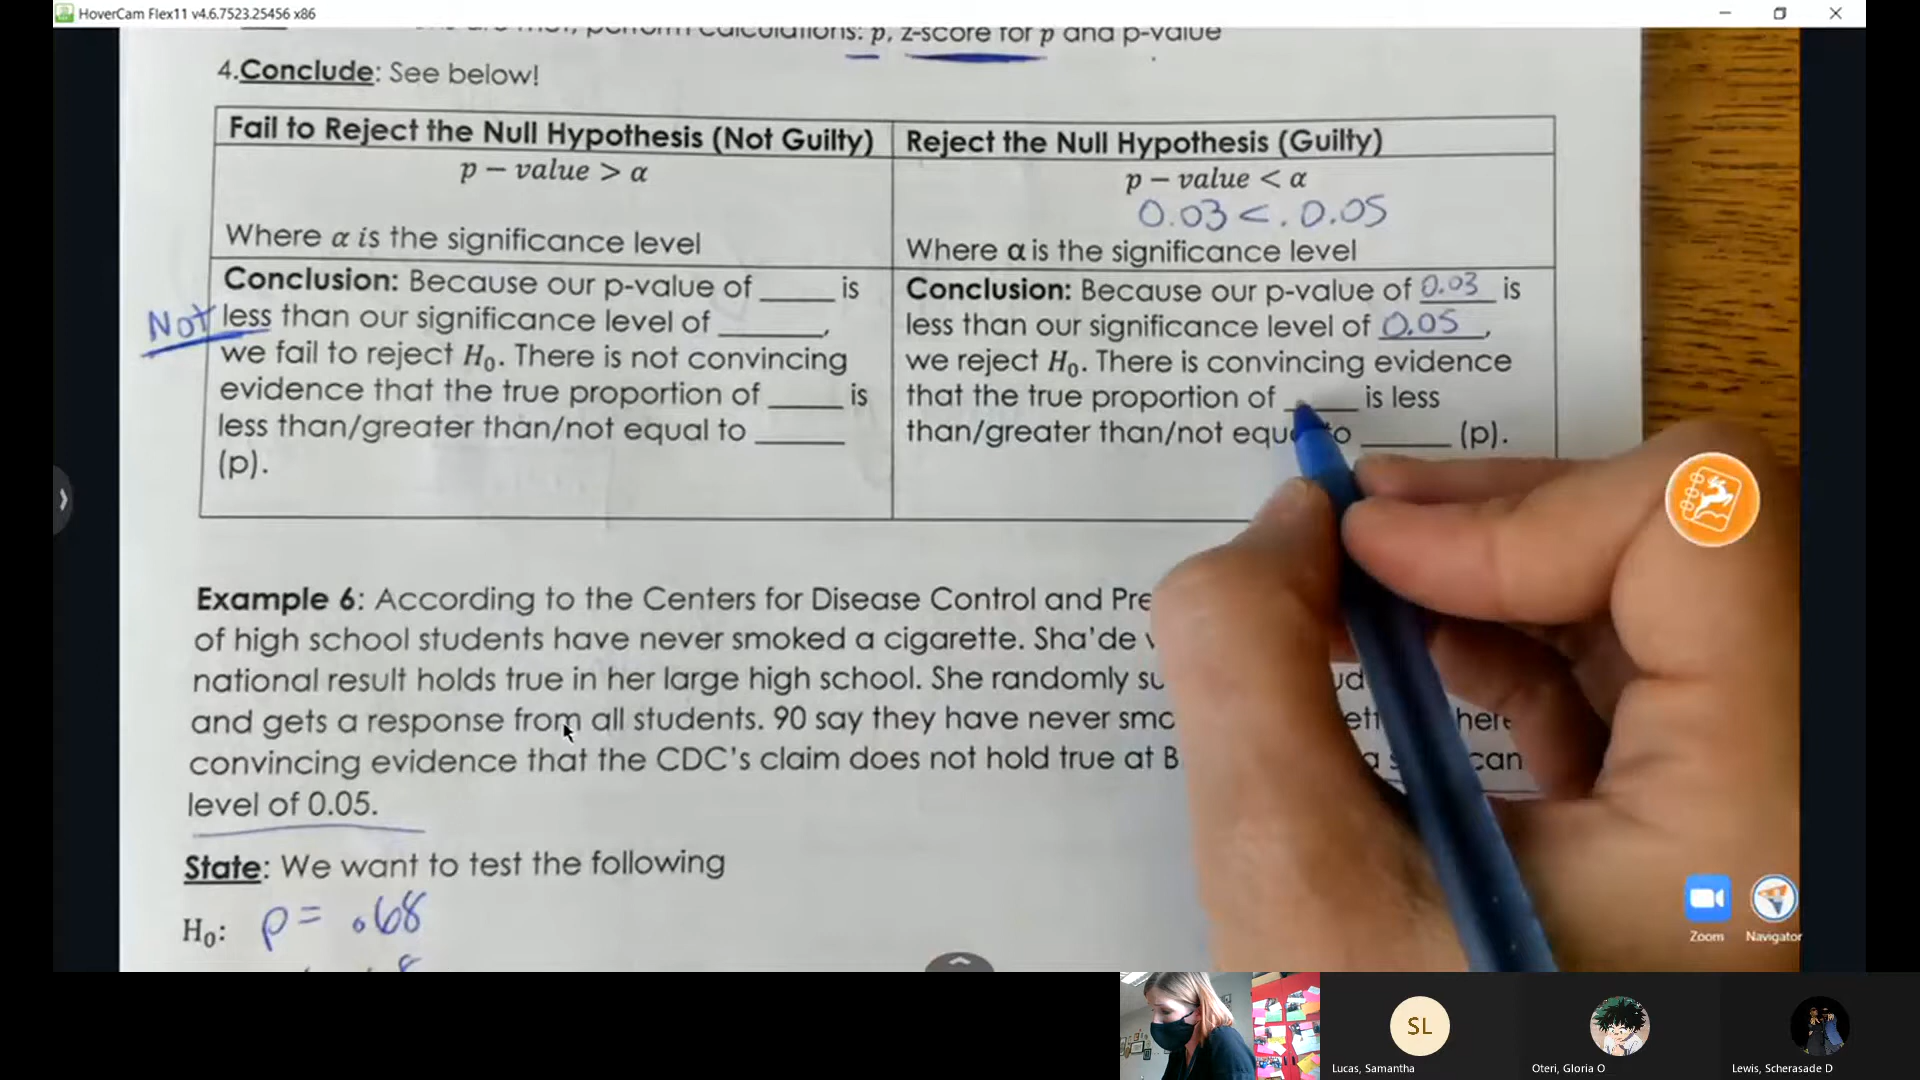 HoverCam Flex11 v4.6.7523.25456 x86
perform calculations: p, z-score for p and p-value
4.Conclude: See below!
Fail to Reject the Null Hypothesis (Not Guilty)
p − value > α
Where α is the significance level
Reject the Null Hypothesis (Guilty)
p − value < α
0.03 < .0.05
Where α is the significance level
Conclusion: Because our p-value of _____ is
Not less than our significance level of _______,
we fail to reject H₀. There is not convincing
evidence that the true proportion of _____ is
less than/greater than/not equal to ______
(p).
Conclusion: Because our p-value of 0.03 is
less than our significance level of 0.05,
we reject H₀. There is convincing evidence
that the true proportion of _____ is less
than/greater than/not equ o ______ (p).
Example 6: According to the Centers for Disease Control and Pre
of high school students have never smoked a cigarette. Sha'de
national result holds true in her large high school. She randomly su
and gets a response from all students. 90 say they have never smo
convincing evidence that the CDC's claim does not hold true at B
level of 0.05.
State: We want to test the following
H₀: p = .68
Zoom
Navigator
SL
Lucas, Samantha
Oteri, Gloria O
Lewis, Scherasade D